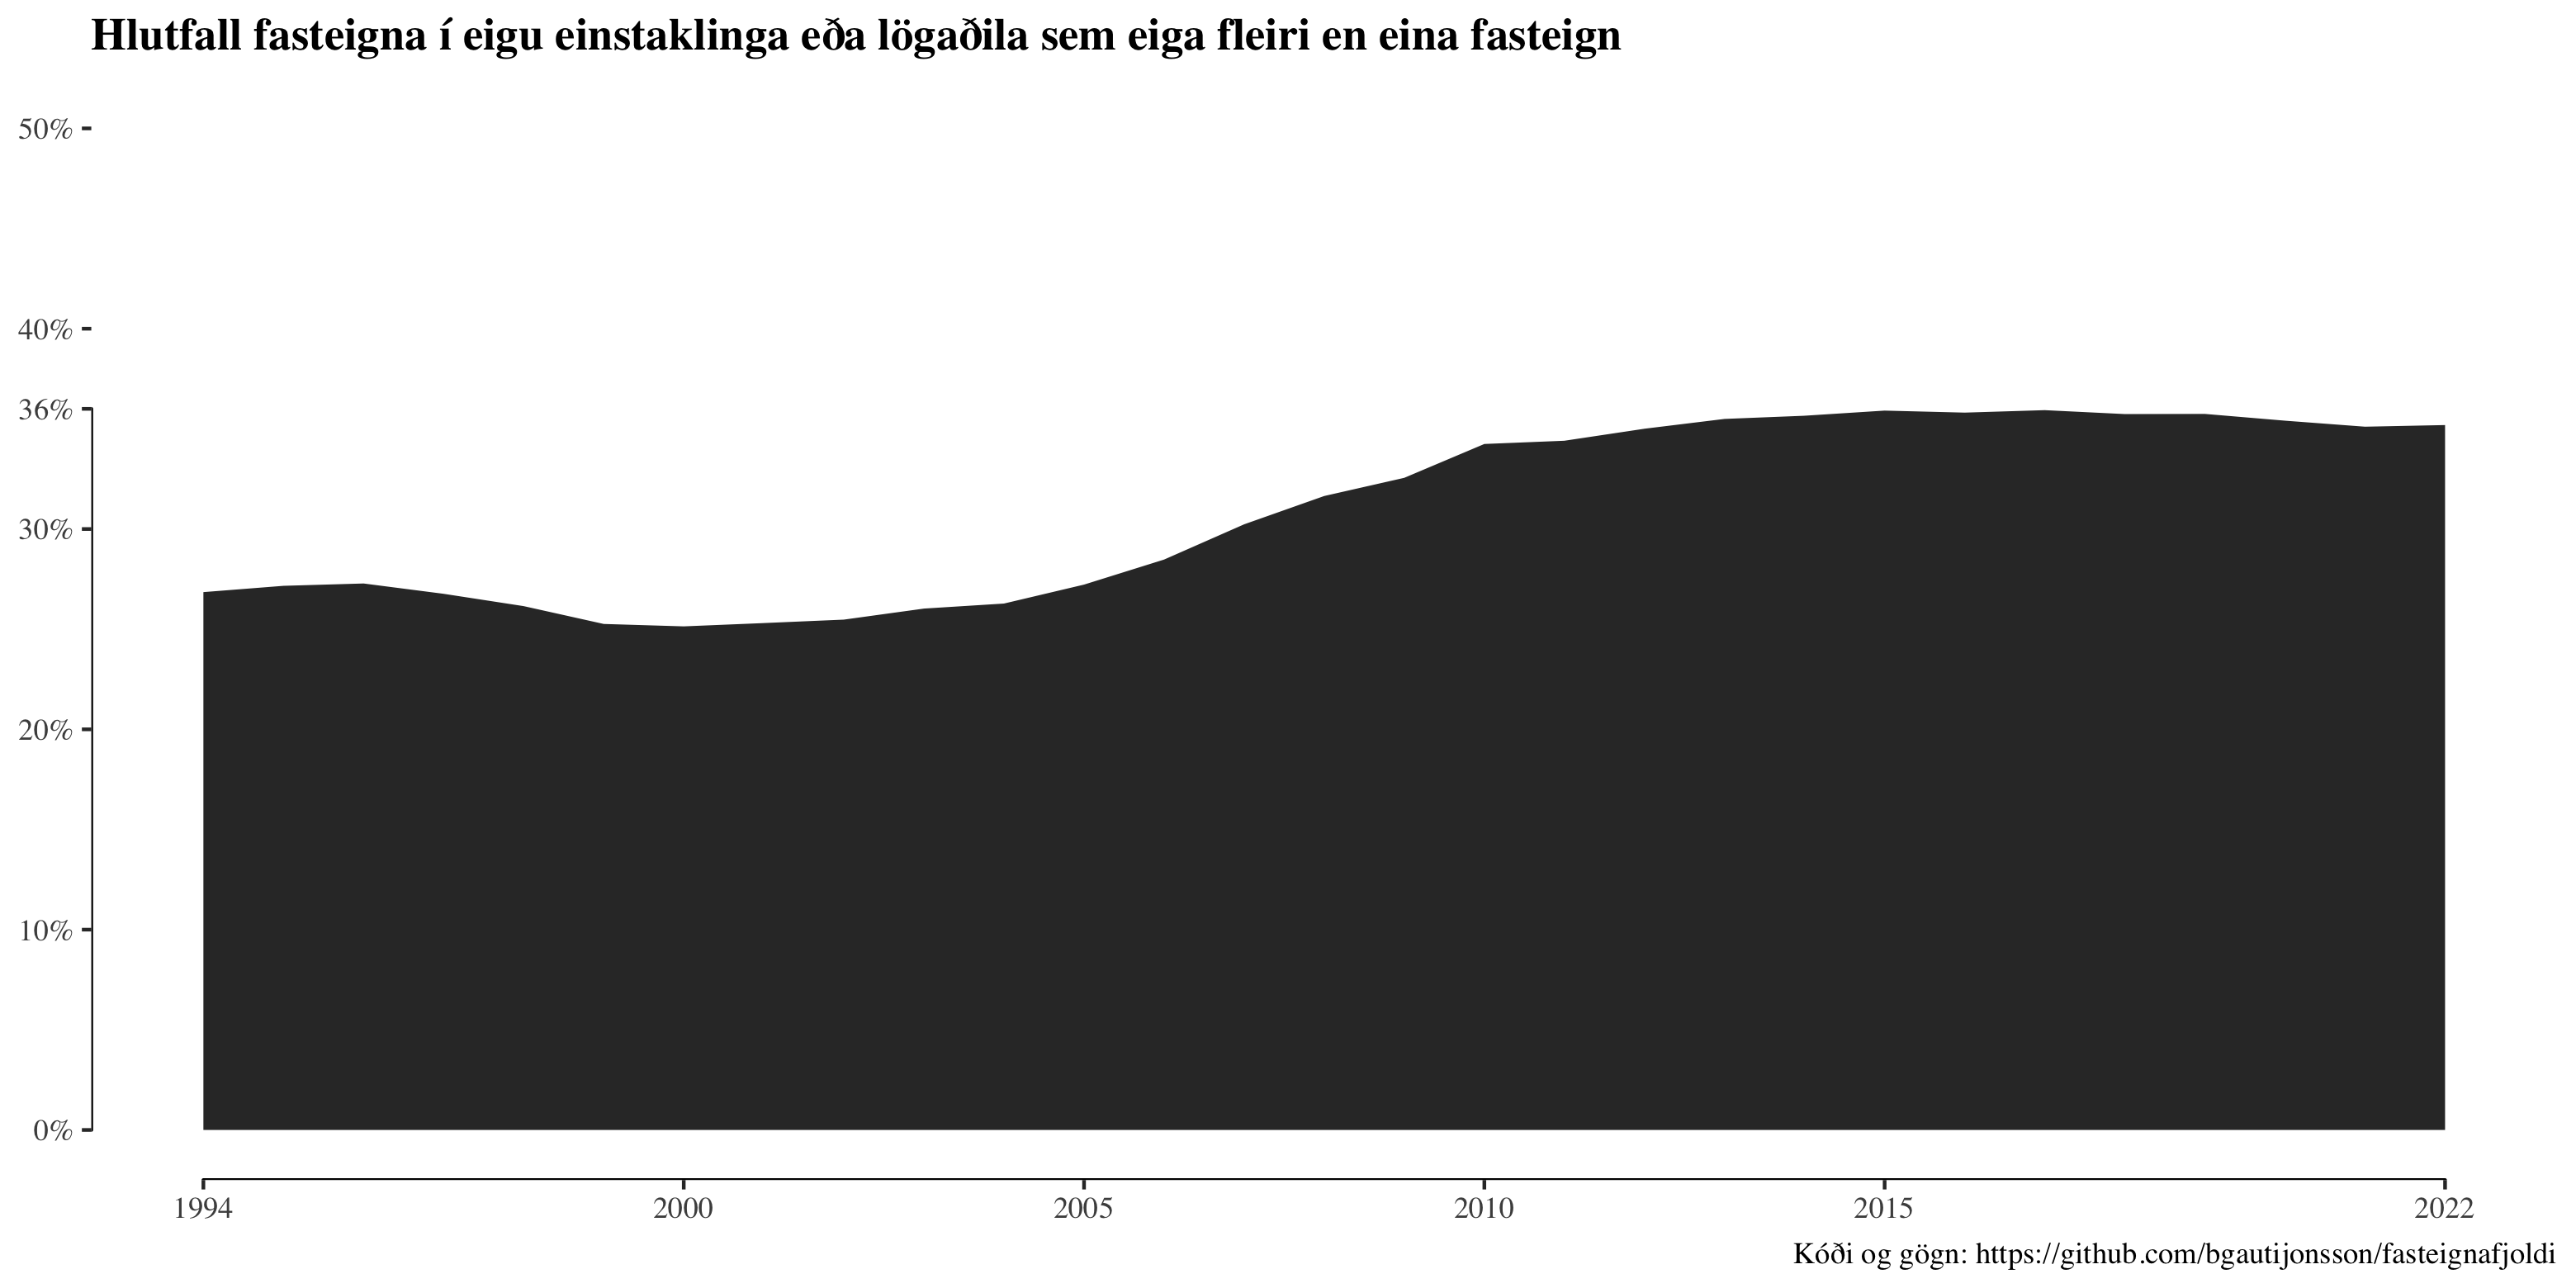 Hlutfall fasteigna í eigu einstaklinga eða lögaðila sem eiga fleiri en eina fasteign
50%
40%
36%
30%
20%
10%
0%
1994 2000 2005 2010 2015 2022
Kóði og gögn: https://github.com/bgautijonsson/fasteignafjoldi